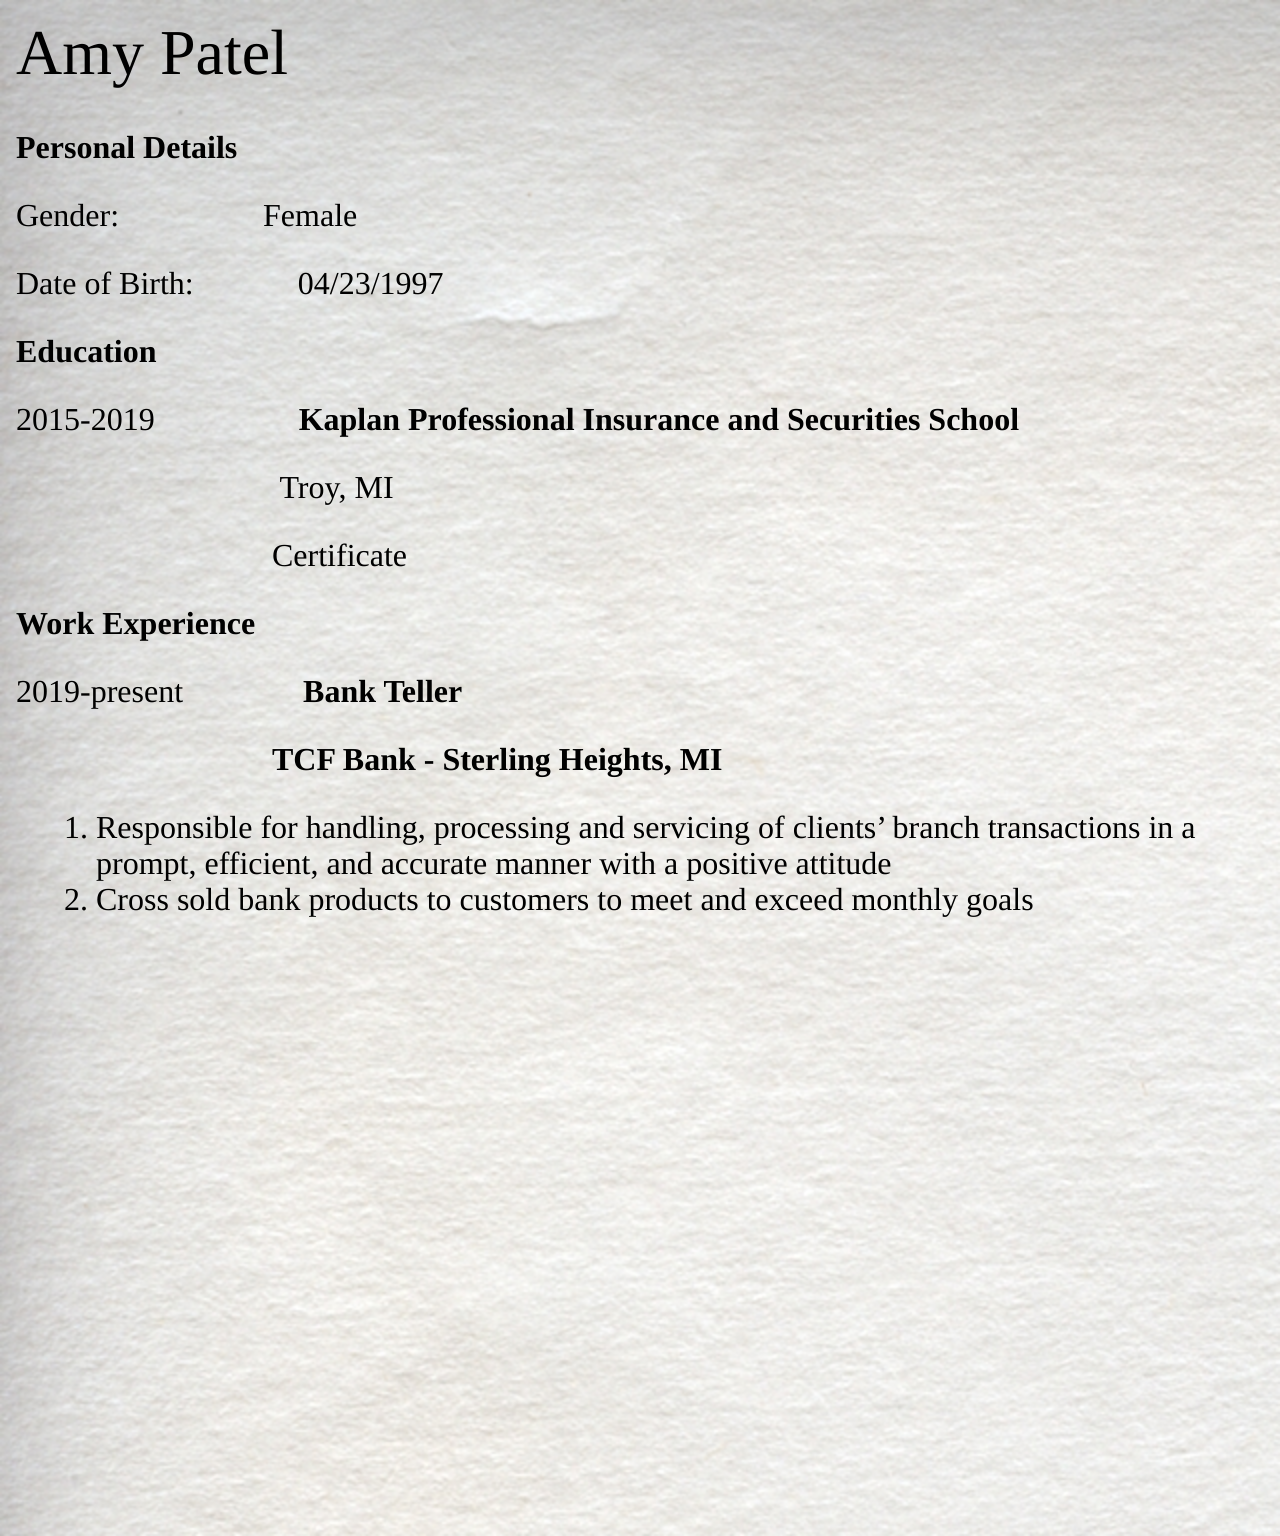 Amy Patel
Personal Details
Gender: Female
Date of Birth: 04/23/1997
Education
2015-2019 Kaplan Professional Insurance and Securities School
Troy, MI
Certificate
Work Experience
2019-present Bank Teller
TCF Bank - Sterling Heights, MI
1. Responsible for handling, processing and servicing of clients’ branch transactions in a
prompt, efficient, and accurate manner with a positive attitude
2. Cross sold bank products to customers to meet and exceed monthly goals